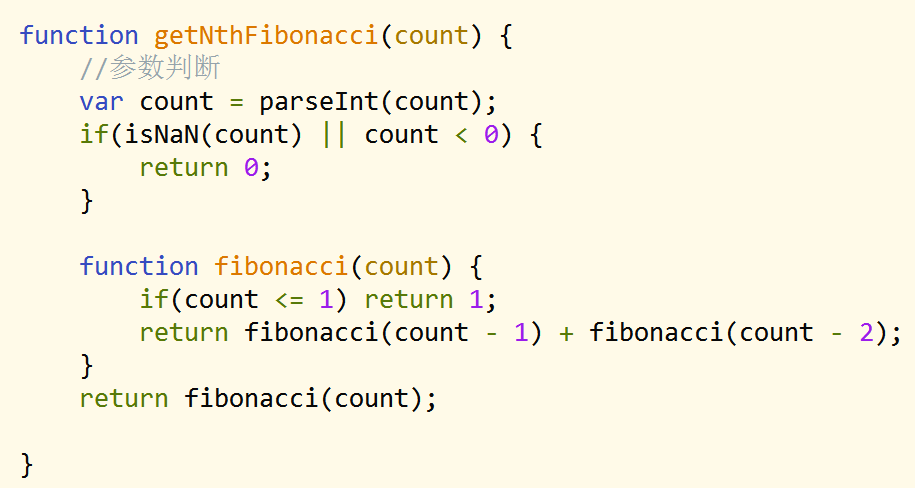 function getNthFibonacci(count) {
    //参数判断
    var count = parseInt(count);
    if(isNaN(count) || count < 0) {
        return 0;
    }

    function fibonacci(count) {
        if(count <= 1) return 1;
        return fibonacci(count - 1) + fibonacci(count - 2);
    }
    return fibonacci(count);

}